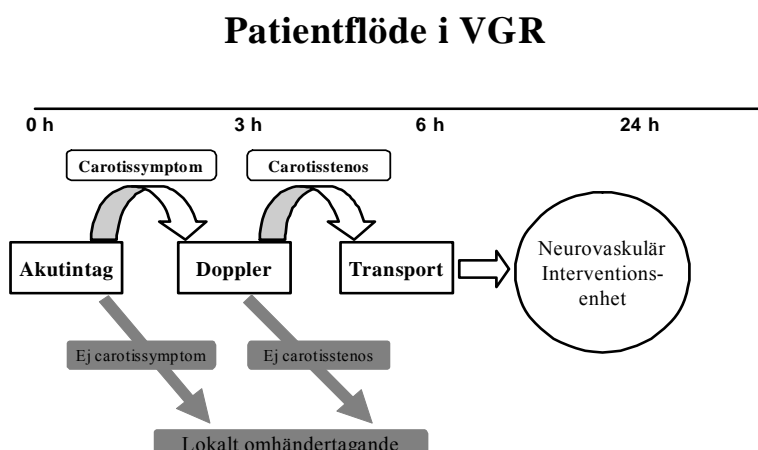 Patientflöde i VGR
0 h 3 h 6 h 24 h
Carotissymptom Carotisstenos
Akutintag Doppler Transport
Neurovaskulär
Interventions-
enhet
Ej carotissymptom Ej carotisstenos
Lokalt omhändertagande